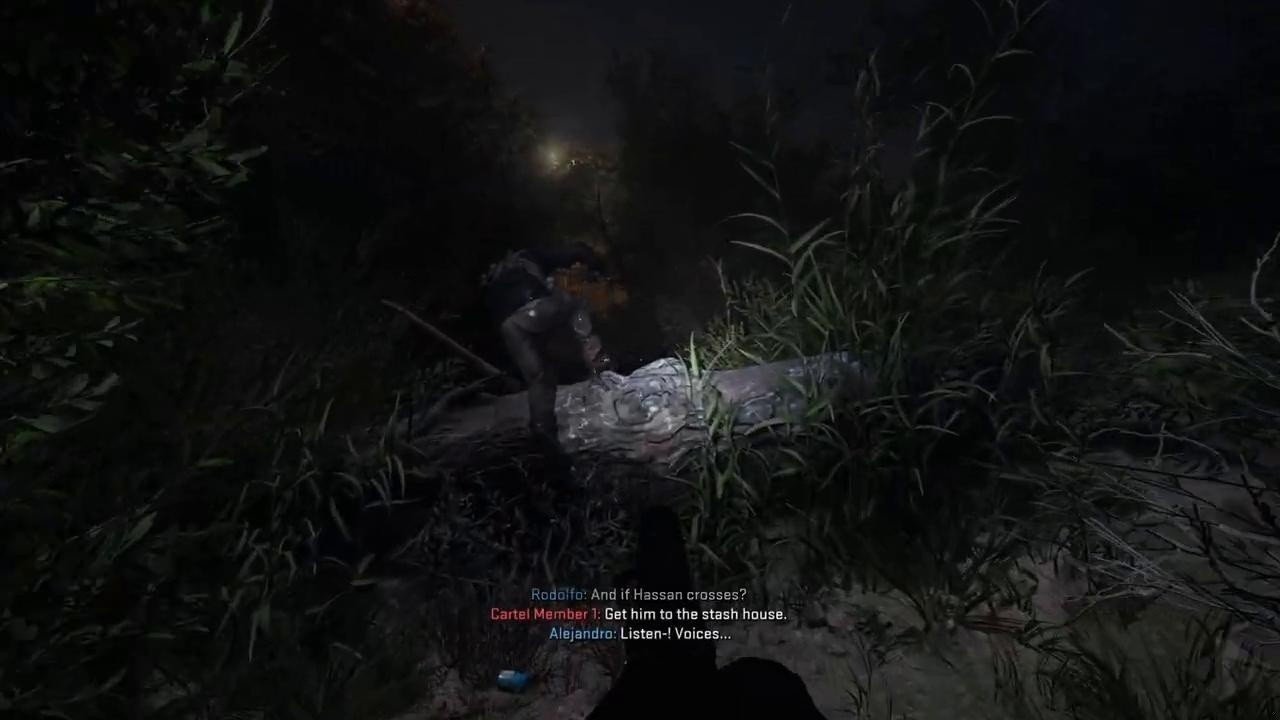 Rodolfo: And if Hassan crosses?
Cartel Member 1: Get him to the stash house.
Alejandro: Listen-! Voices...